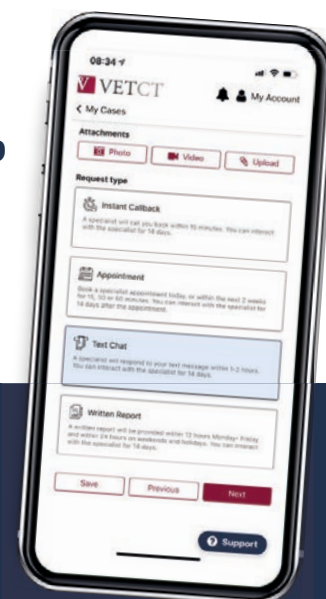 08:34
VETCT
My Account
< My Cases
Attachments
Photo
Video
Upload
Request type
Instant Callback
A specialist will call you back within 15 minutes. You can interact
with the specialist for 14 days.
Appointment
Book a specialist appointment today, or within the next 2 weeks
for 15, 30 or 60 minutes. You can interact with the specialist for
14 days after the appointment.
Text Chat
A specialist will respond to your text message within 1-2 hours.
You can interact with the specialist for 14 days.
Written Report
A written report will be provided within 12 hours Monday-Friday
and within 24 hours on weekends and holidays. You can interact
with the specialist for 14 days.
Save
Previous
Next
? Support